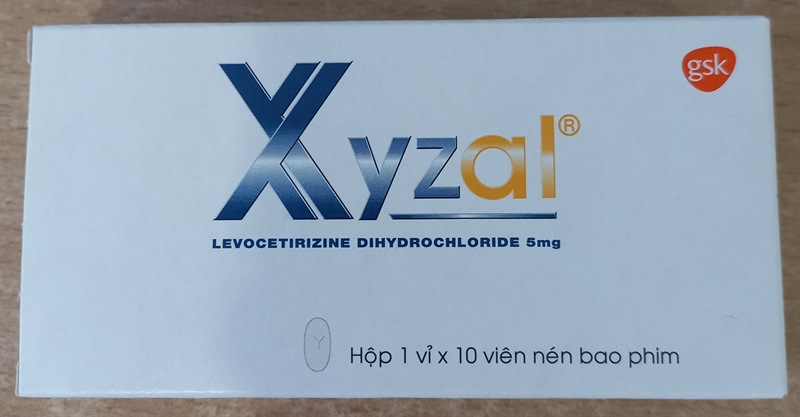 Xyzal®
gsk
LEVOCETIRIZINE DIHYDROCHLORIDE 5mg
Y
Hộp 1 vỉ x 10 viên nén bao phim